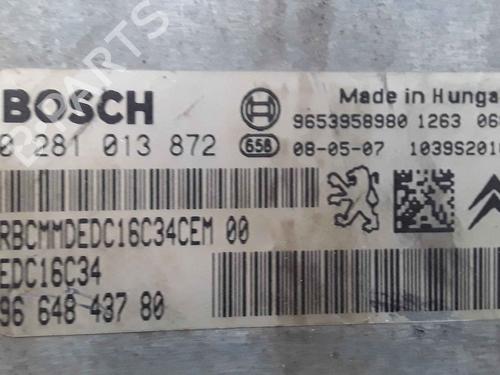 BOSCH
Made in Hunga
0 281 013 872
658
9653958980 1263
08-05-07
RBCMMDEDC16C34CEM 00
EDC16C34
96 648 437 80
PARTS